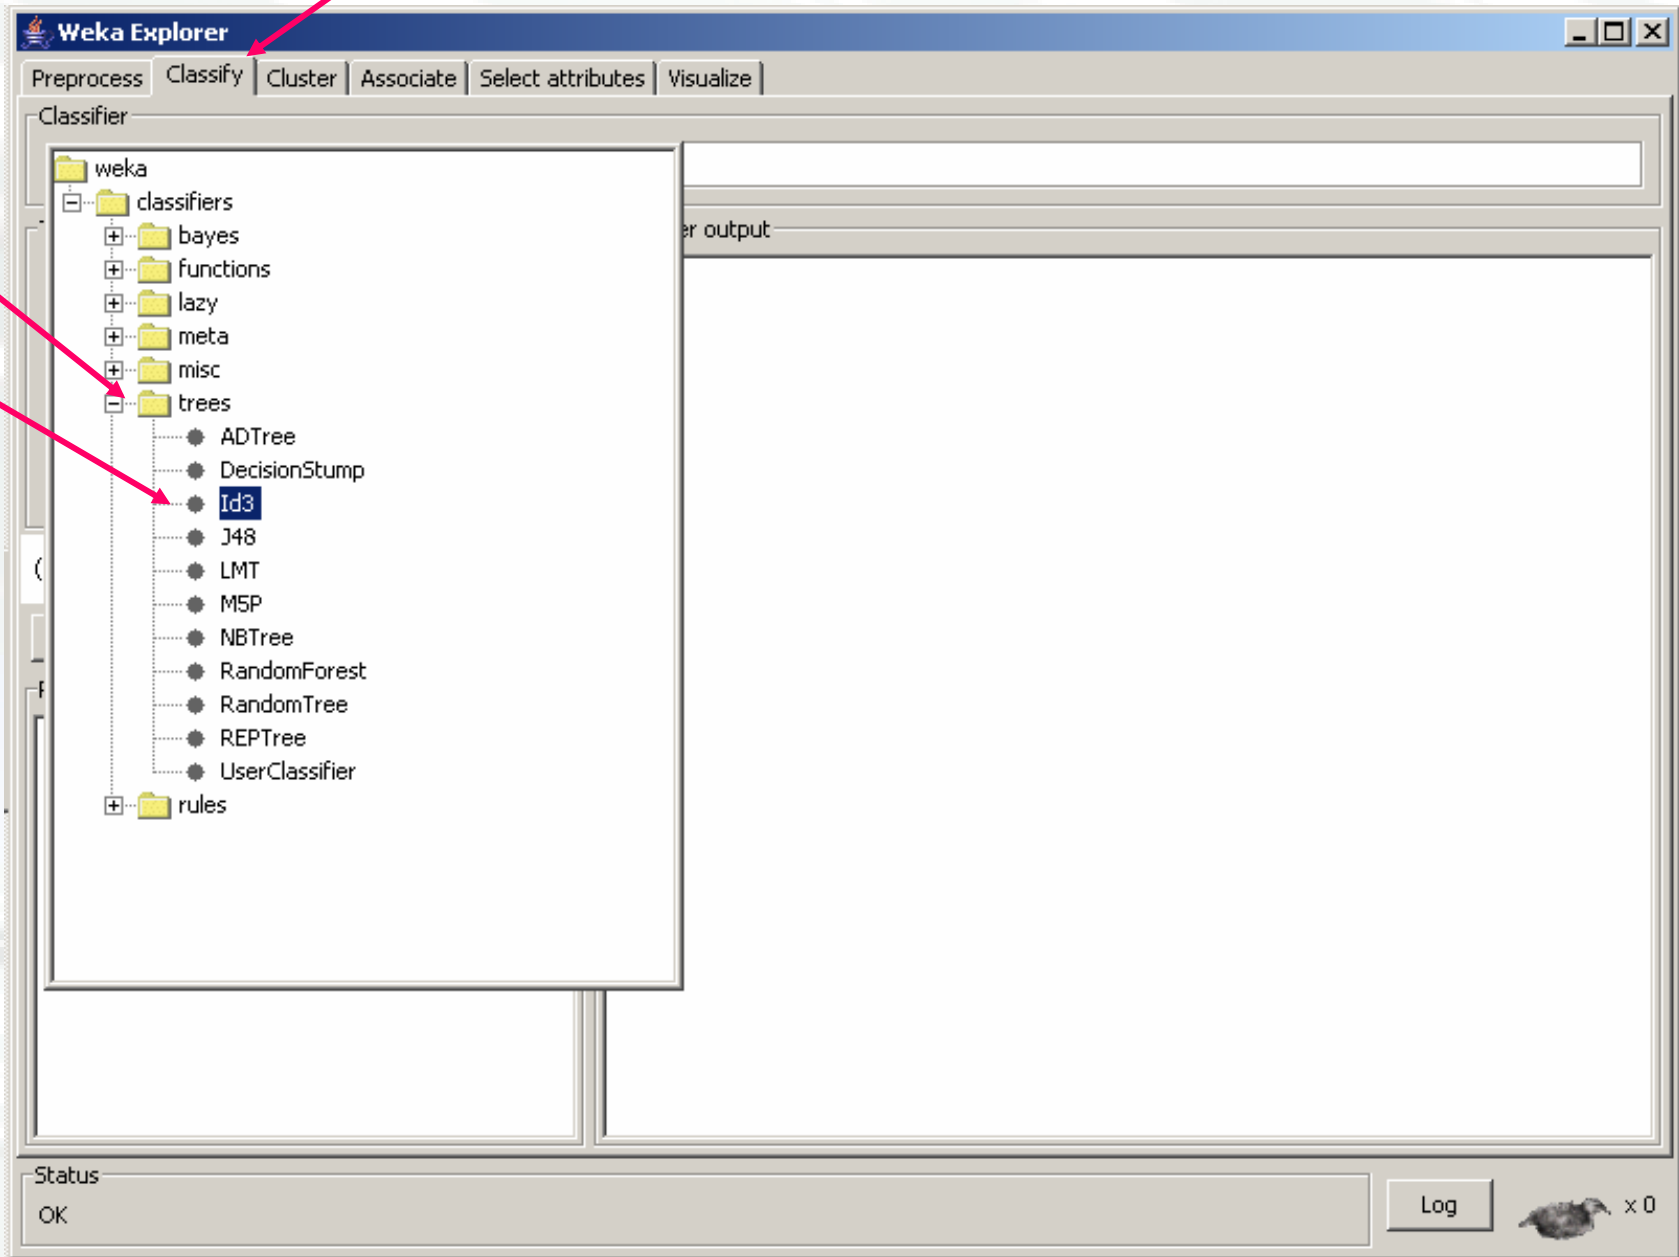 Weka Explorer
Preprocess Classify Cluster Associate Select attributes Visualize
Classifier
weka
classifiers
bayes
er output
functions
lazy
meta
misc
trees
ADTree
DecisionStump
Id3
J48
LMT
M5P
NBTree
RandomForest
RandomTree
REPTree
UserClassifier
rules
Status
OK
Log
x 0